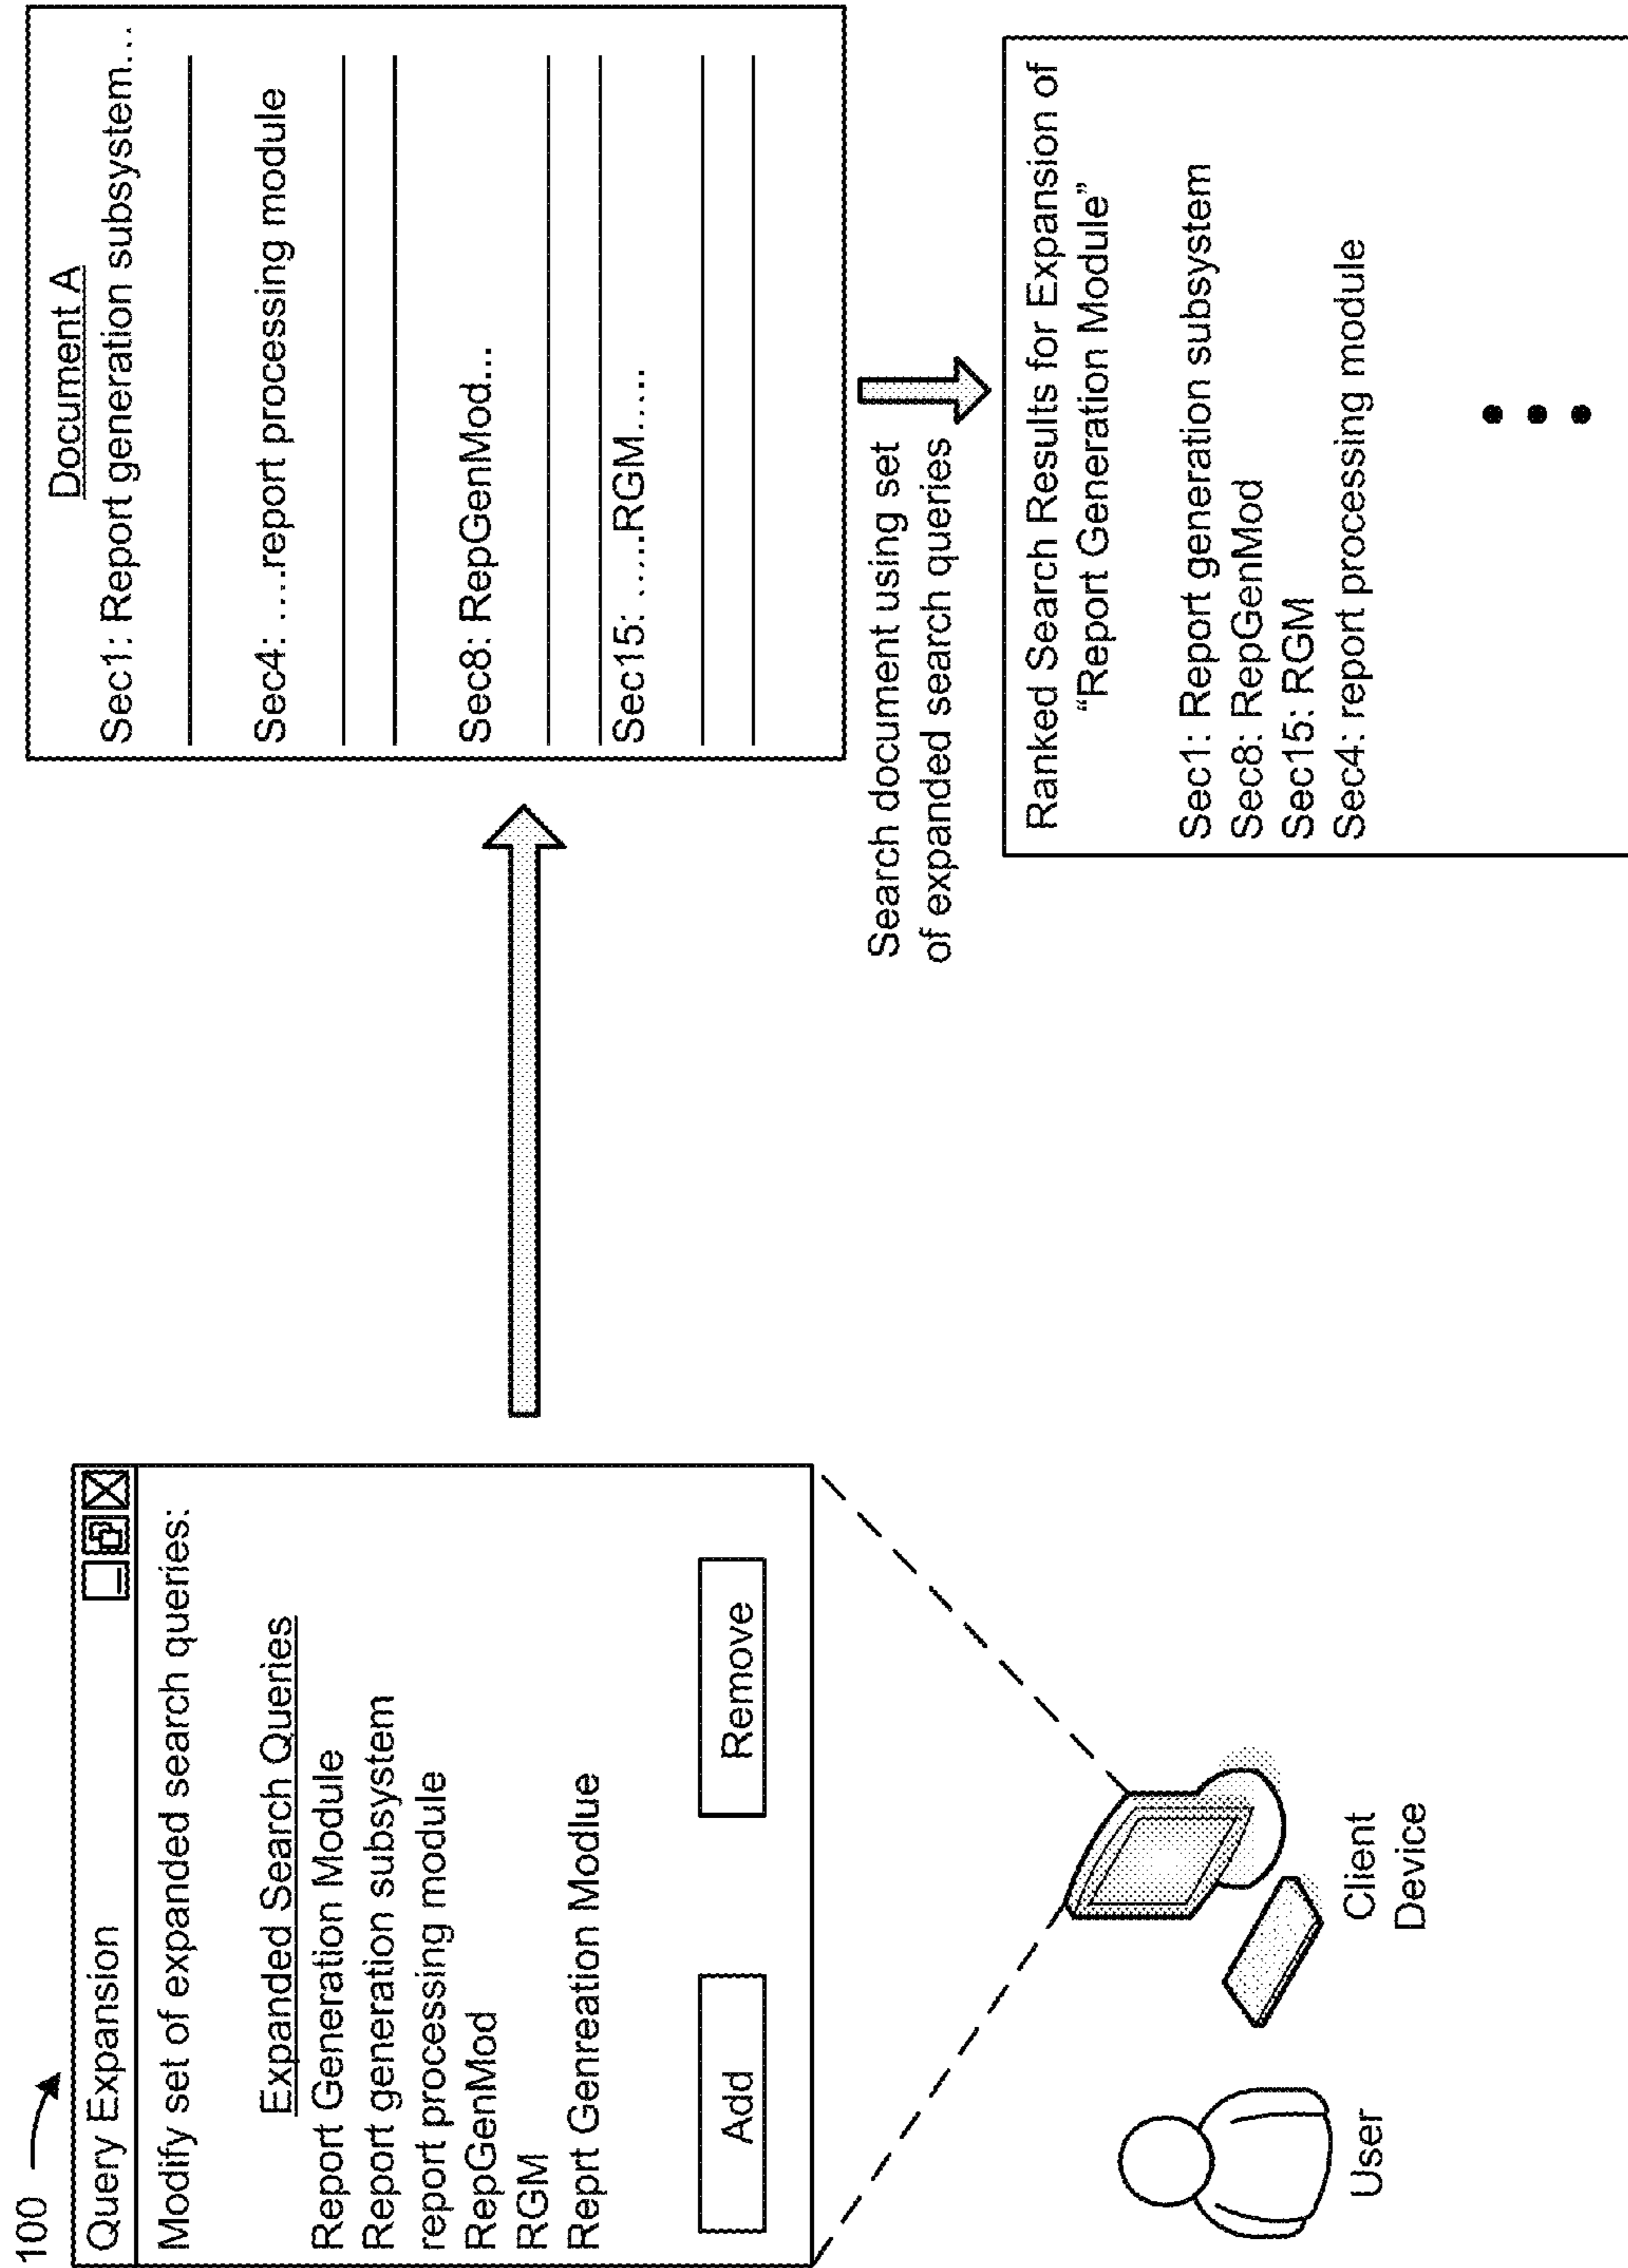 100
Query Expansion
Modify set of expanded search queries:
Expanded Search Queries
Report Generation Module
Report generation subsystem
report processing module
RepGenMod
RGM
Reprt Genreation Modlue
Add
Remove
User
Client
Device
Document A
Sec1: Report generation subsystem...
Sec4: ....report processing module
Sec8: RepGenMod...
Sec15: .....RGM.....
Search document using set
of expanded search queries
Ranked Search Results for Expansion of
“Report Generation Module”
Sec1: Report generation subsystem
Sec8: RepGenMod
Sec15: RGM
Sec4: report processing module